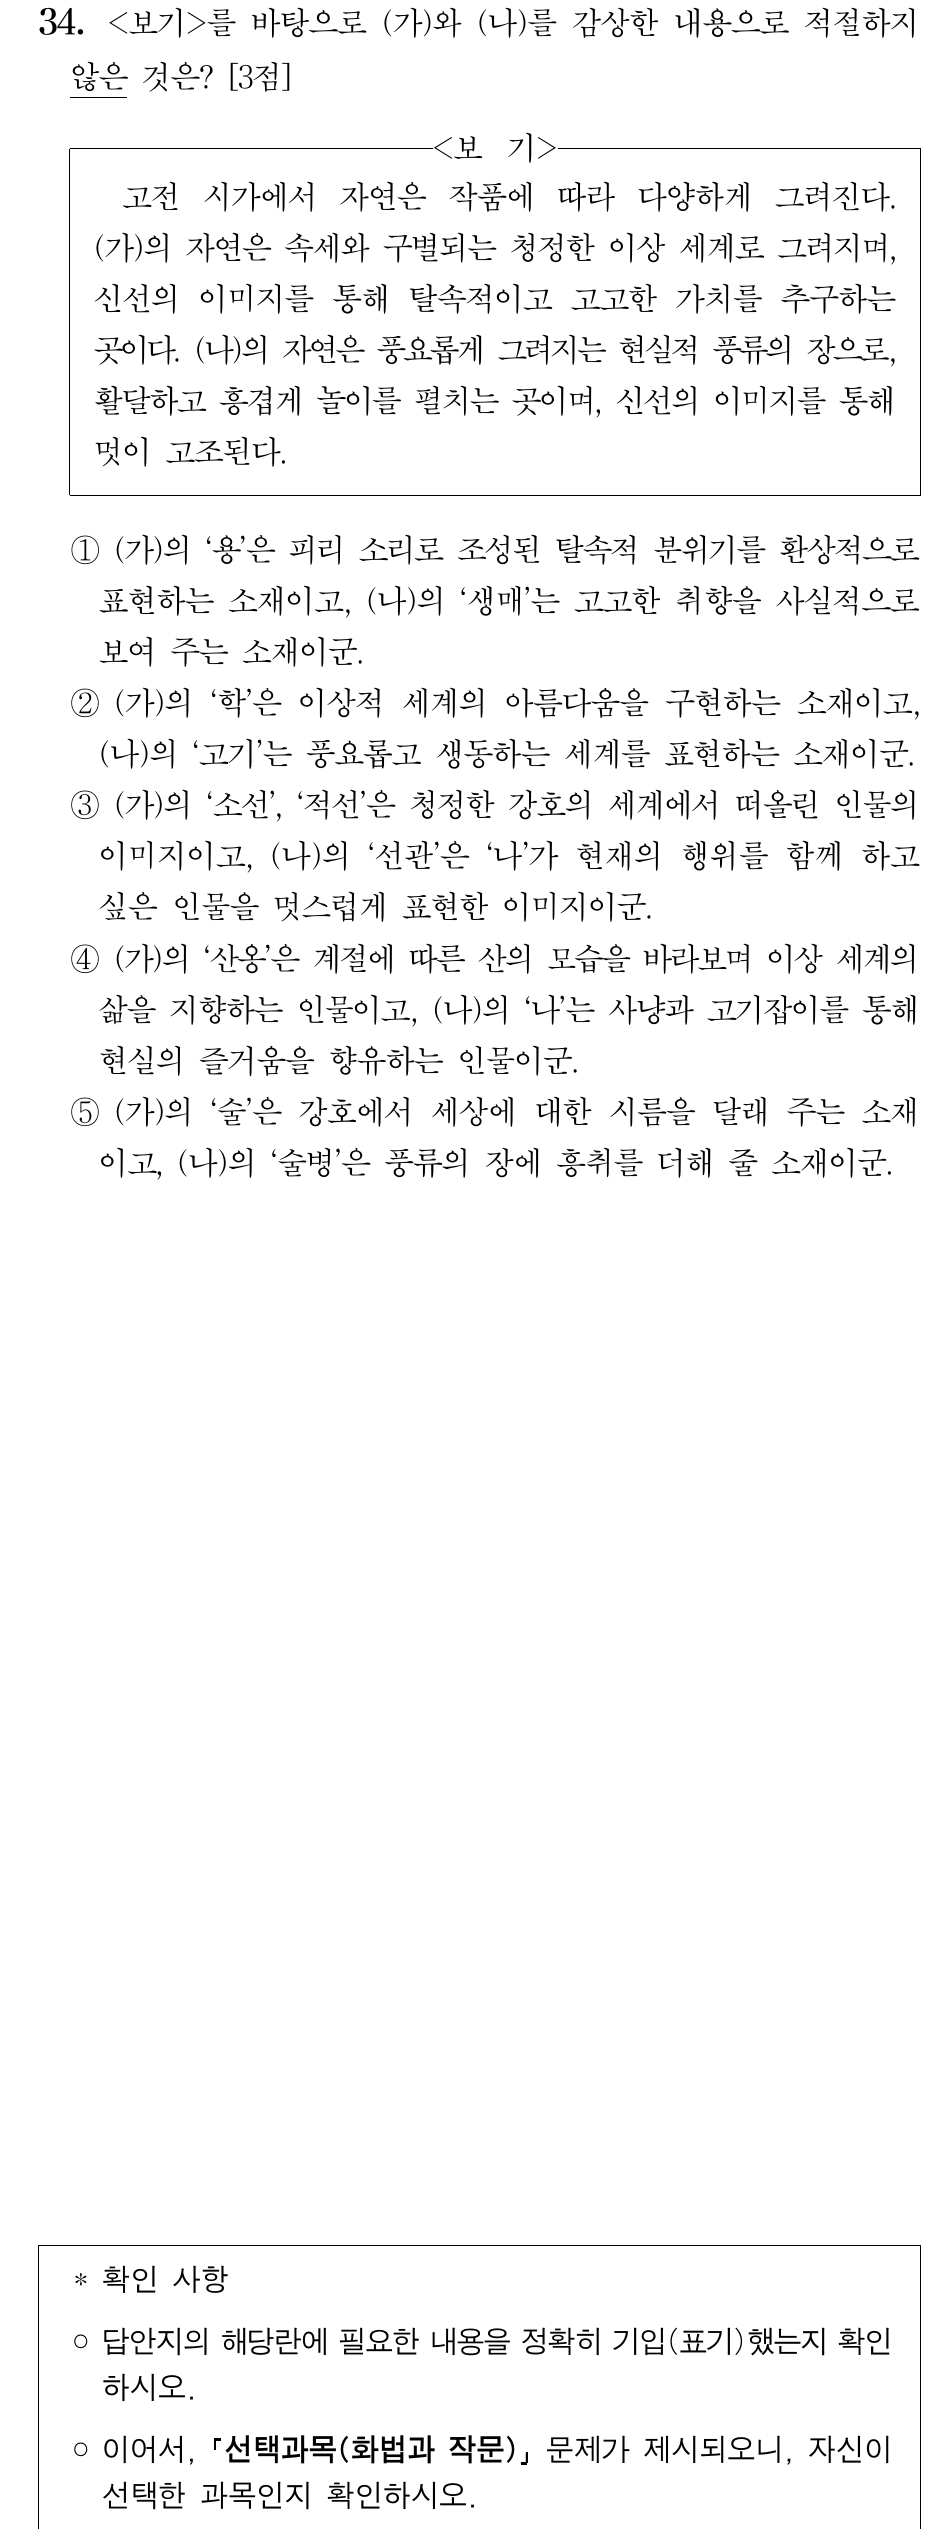 34. <보기>를 바탕으로 (가)와 (나)를 감상한 내용으로 적절하지
않은 것은? [3점]
<보 기>
고전 시가에서 자연은 작품에 따라 다양하게 그려진다.
(가)의 자연은 속세와 구별되는 청정한 이상 세계로 그려지며,
신선의 이미지를 통해 탈속적이고 고고한 가치를 추구하는
곳이다. (나)의 자연은 풍요롭게 그려지는 현실적 풍류의 장으로,
활달하고 흥겹게 놀이를 펼치는 곳이며, 신선의 이미지를 통해
멋이 고조된다.
① (가)의 ‘용’은 피리 소리로 조성된 탈속적 분위기를 환상적으로
표현하는 소재이고, (나)의 ‘생매’는 고고한 취향을 사실적으로
보여 주는 소재이군.
② (가)의 ‘학’은 이상적 세계의 아름다움을 구현하는 소재이고,
(나)의 ‘고기’는 풍요롭고 생동하는 세계를 표현하는 소재이군.
③ (가)의 ‘소선’, ‘적선’은 청정한 강호의 세계에서 떠올린 인물의
이미지이고, (나)의 ‘선관’은 ‘나’가 현재의 행위를 함께 하고
싶은 인물을 멋스럽게 표현한 이미지이군.
④ (가)의 ‘산옹’은 계절에 따른 산의 모습을 바라보며 이상 세계의
삶을 지향하는 인물이고, (나)의 ‘나’는 사냥과 고기잡이를 통해
현실의 즐거움을 향유하는 인물이군.
⑤ (가)의 ‘술’은 강호에서 세상에 대한 시름을 달래 주는 소재
이고, (나)의 ‘술병’은 풍류의 장에 흥취를 더해 줄 소재이군.
* 확인 사항
○ 답안지의 해당란에 필요한 내용을 정확히 기입(표기)했는지 확인
하시오.
○ 이어서, 「선택과목(화법과 작문)」 문제가 제시되오니, 자신이
선택한 과목인지 확인하시오.